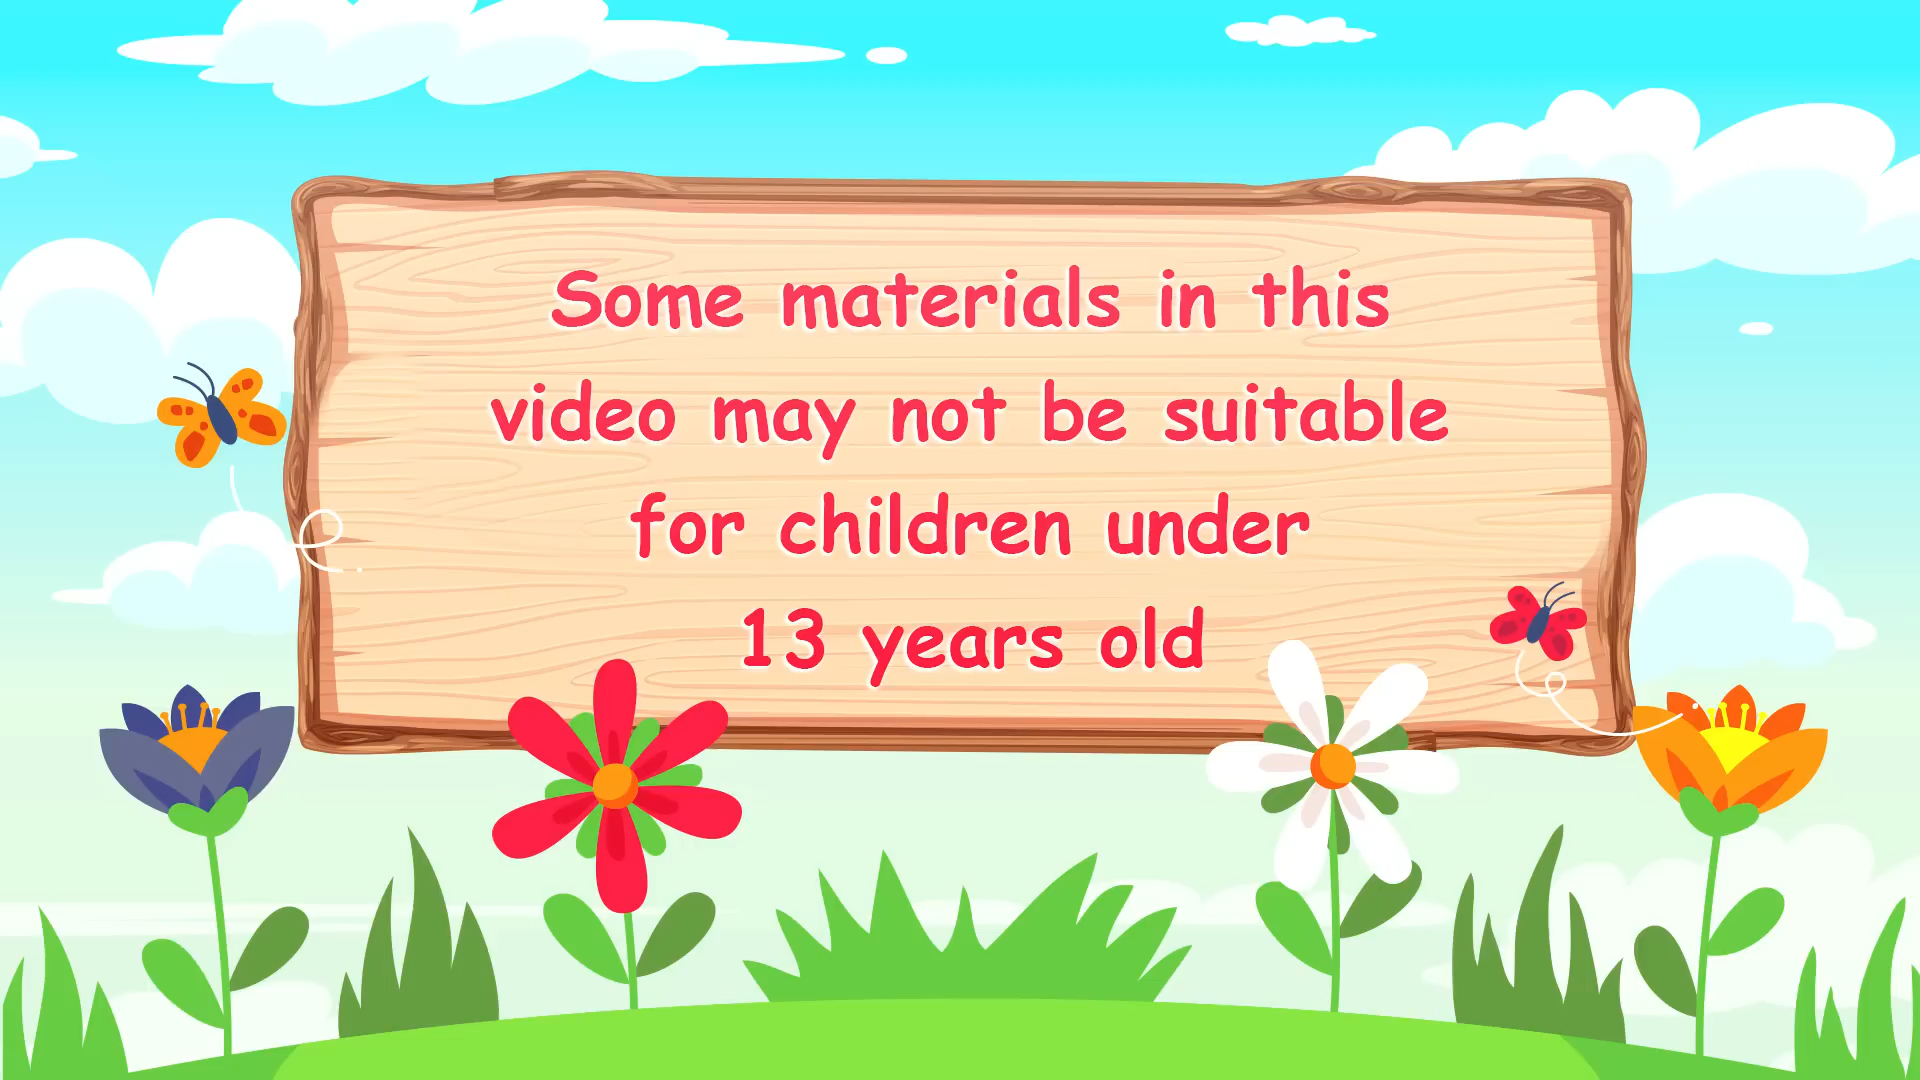 Some materials in this
video may not be suitable
for children under
13 years old